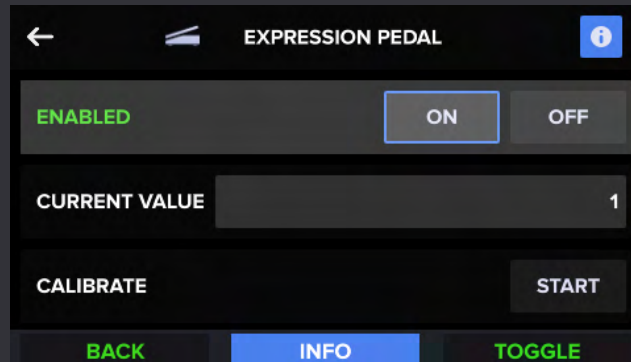 EXPRESSION PEDAL
ENABLED ON OFF
CURRENT VALUE 1
CALIBRATE START
BACK INFO TOGGLE